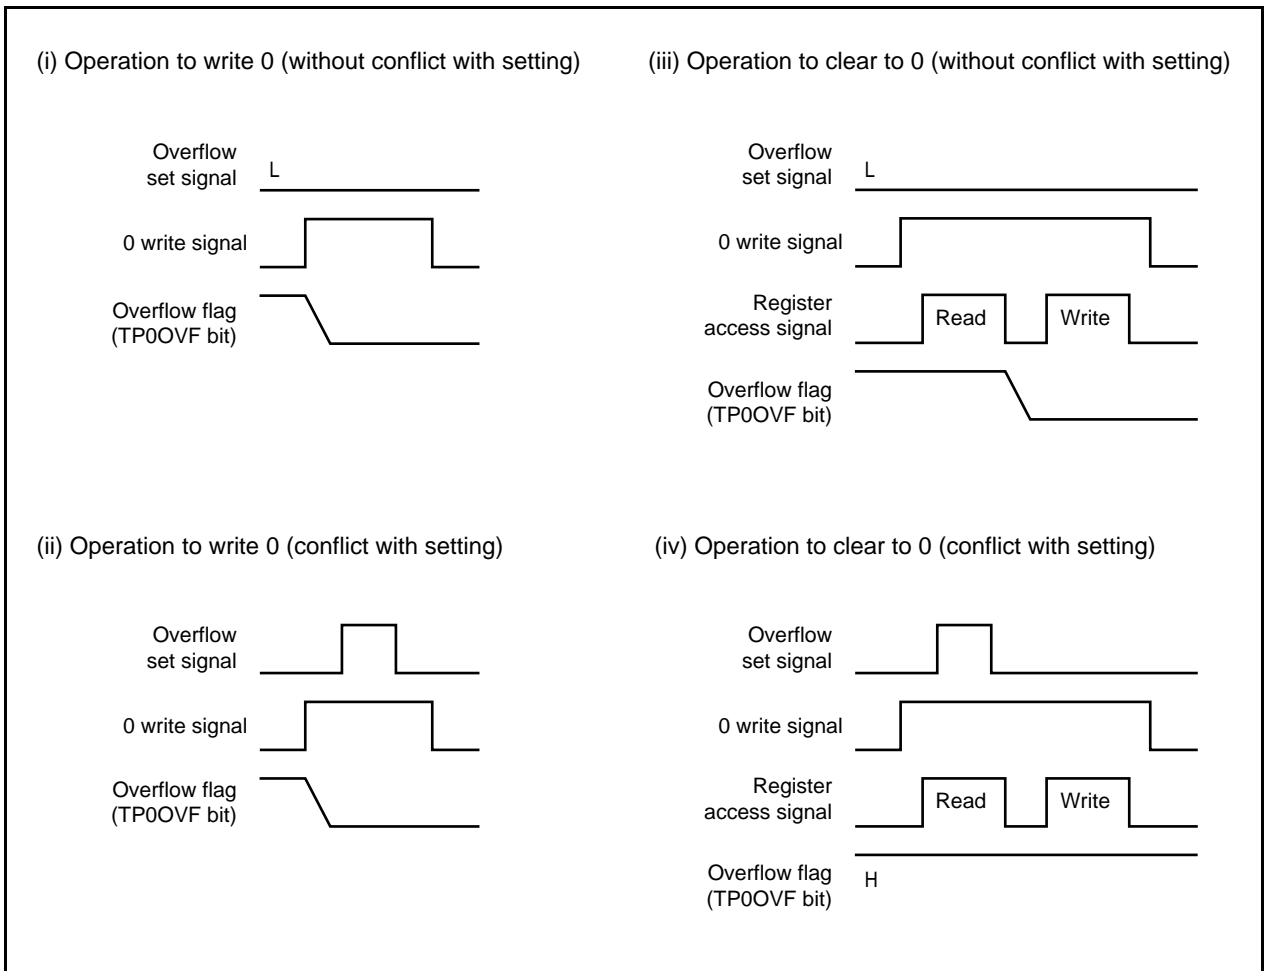 (i) Operation to write 0 (without conflict with setting)
Overflow
set signal
L
0 write signal
Overflow flag
(TP0OVF bit)
(iii) Operation to clear to 0 (without conflict with setting)
Overflow
set signal
L
0 write signal
Register
access signal
Read
Write
Overflow flag
(TP0OVF bit)
(ii) Operation to write 0 (conflict with setting)
Overflow
set signal
0 write signal
Overflow flag
(TP0OVF bit)
(iv) Operation to clear to 0 (conflict with setting)
Overflow
set signal
0 write signal
Register
access signal
Read
Write
Overflow flag
(TP0OVF bit)
H